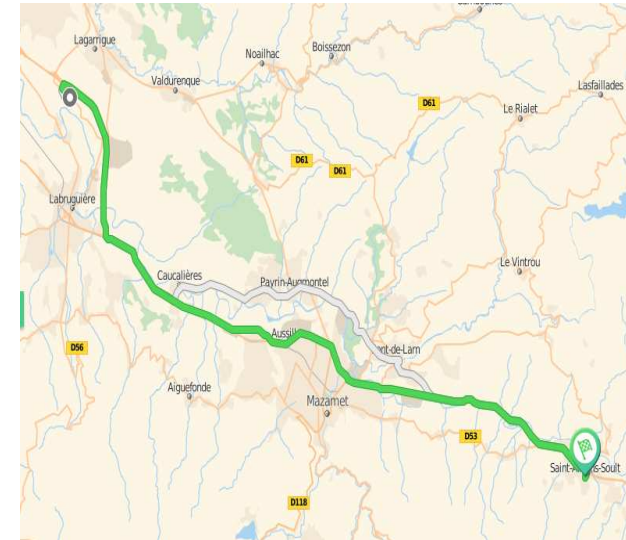 Lagarrigue
Noailhac
Boissezon
Valdurenque
Lasfaillades
D61
Le Rialet
D61
D61
Labruguière
Le Vintrou
Caucalières
Payrin-Augmontel
D56
Aiguefonde
Mazamet
D53
D118